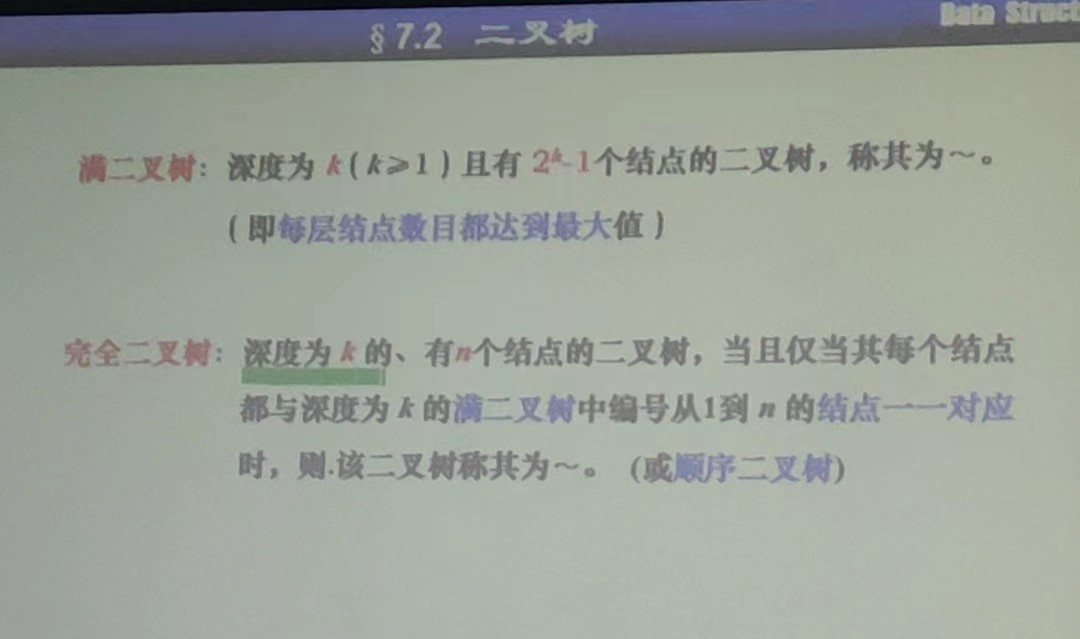 §7.2 二叉树
Data Struct
满二叉树：深度为 k(k≥1)且有 2ᵏ-1个结点的二叉树，称其为～。
(即每层结点数目都达到最大值)
完全二叉树：深度为 k 的、有n个结点的二叉树，当且仅当其每个结点
都与深度为 k 的满二叉树中编号从1到 n 的结点一一对应
时，则.该二叉树称其为～。 (或顺序二叉树)